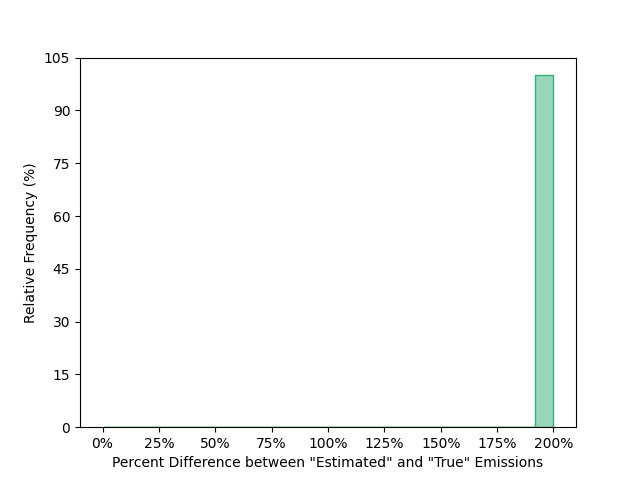 105
90
75
60
45
30
15
0
Relative Frequency (%)
0% 25% 50% 75% 100% 125% 150% 175% 200%
Percent Difference between "Estimated" and "True" Emissions